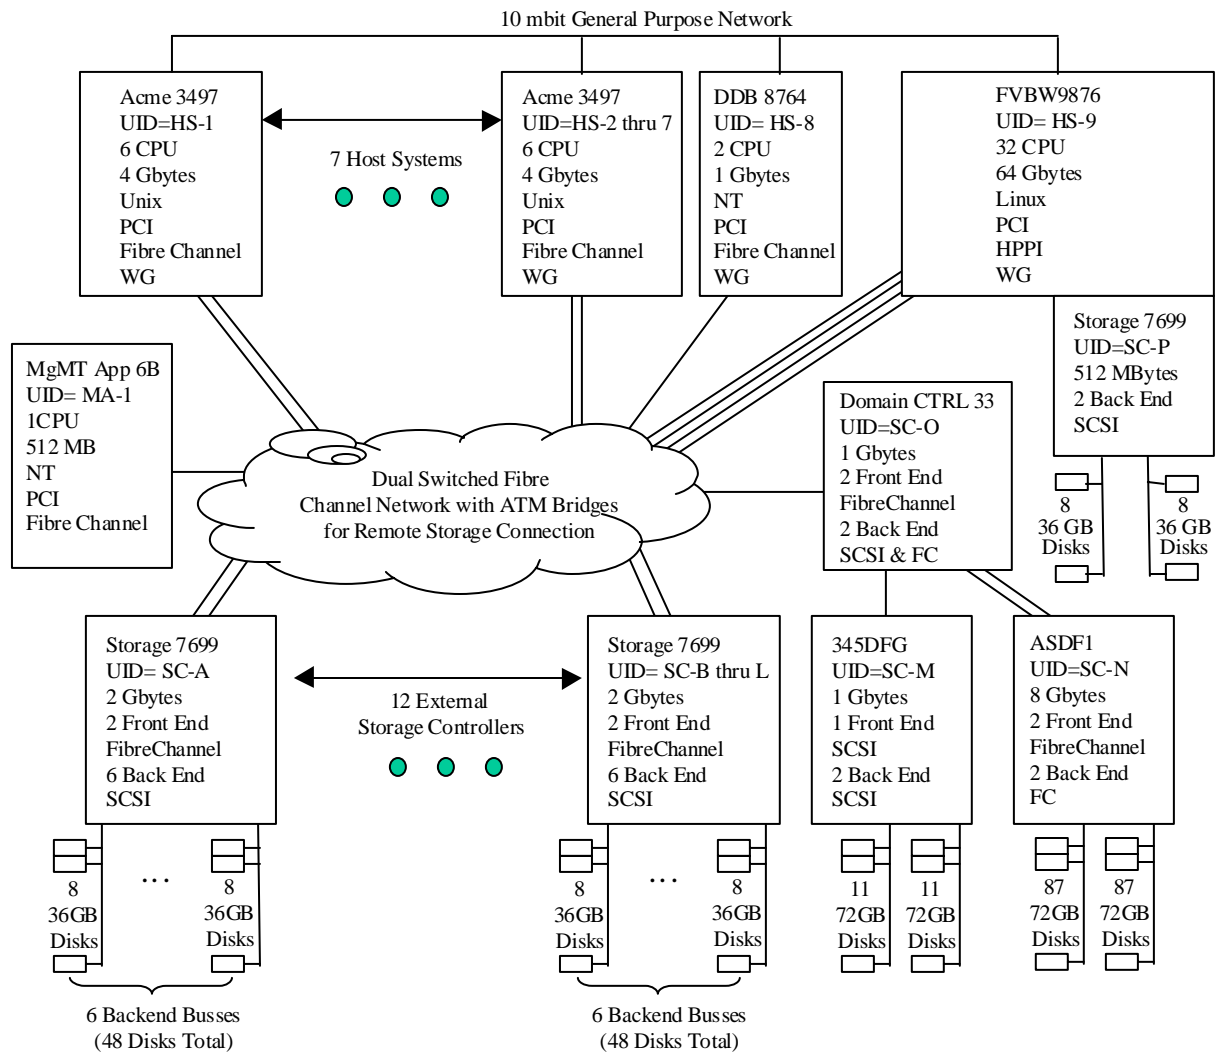 10 mbit General Purpose Network
Acme 3497
UID=HS-1
6 CPU
4 Gbytes
Unix
PCI
Fibre Channel
WG
7 Host Systems
Acme 3497
UID=HS-2 thru 7
6 CPU
4 Gbytes
Unix
PCI
Fibre Channel
WG
DDB 8764
UID= HS-8
2 CPU
1 Gbytes
NT
PCI
Fibre Channel
WG
FVBW9876
UID= HS-9
32 CPU
64 Gbytes
Linux
PCI
HPPI
WG
Storage 7699
UID=SC-P
512 MBytes
2 Back End
SCSI
8
36 GB
Disks
8
36 GB
Disks
MgMT App 6B
UID= MA-1
1CPU
512 MB
NT
PCI
Fibre Channel
Dual Switched Fibre
Channel Network with ATM Bridges
for Remote Storage Connection
Domain CTRL 33
UID=SC-O
1 Gbytes
2 Front End
FibreChannel
2 Back End
SCSI & FC
Storage 7699
UID= SC-A
2 Gbytes
2 Front End
FibreChannel
6 Back End
SCSI
12 External
Storage Controllers
Storage 7699
UID= SC-B thru L
2 Gbytes
2 Front End
FibreChannel
6 Back End
SCSI
345DFG
UID=SC-M
1 Gbytes
1 Front End
SCSI
2 Back End
SCSI
ASDF1
UID=SC-N
8 Gbytes
2 Front End
FibreChannel
2 Back End
FC
8
36GB
Disks
...
8
36GB
Disks
8
36GB
Disks
...
8
36GB
Disks
11
72GB
Disks
11
72GB
Disks
87
72GB
Disks
87
72GB
Disks
6 Backend Busses
(48 Disks Total)
6 Backend Busses
(48 Disks Total)